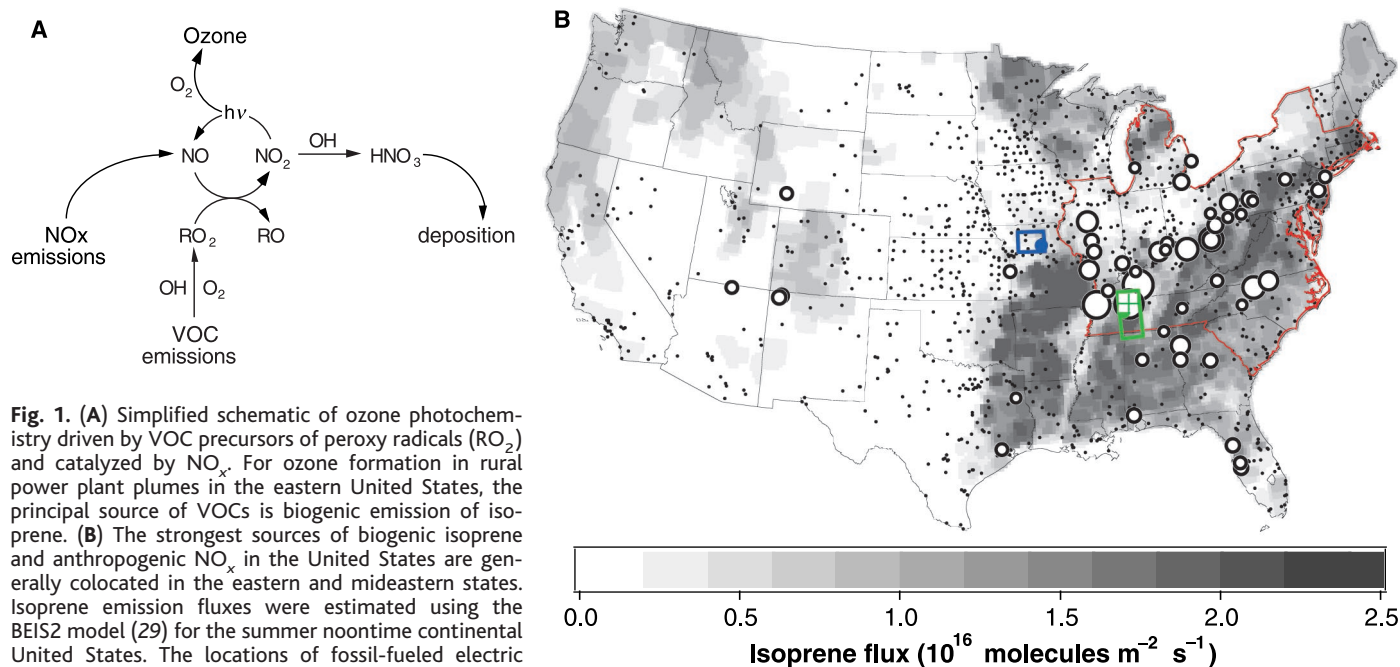 A
Ozone
O2
hν
NO
NO2
OH
HNO3
NOx
emissions
RO2
RO
deposition
OH
O2
VOC
emissions
Fig. 1. (A) Simplified schematic of ozone photochem-
istry driven by VOC precursors of peroxy radicals (RO2)
and catalyzed by NOx. For ozone formation in rural
power plant plumes in the eastern United States, the
principal source of VOCs is biogenic emission of iso-
prene. (B) The strongest sources of biogenic isoprene
and anthropogenic NOx in the United States are gen-
erally colocated in the eastern and mideastern states.
Isoprene emission fluxes were estimated using the
BEIS2 model (29) for the summer noontime continental
United States. The locations of fossil-fueled electric
B
0.0 0.5 1.0 1.5 2.0 2.5
Isoprene flux (10^16 molecules m^−2 s^−1)